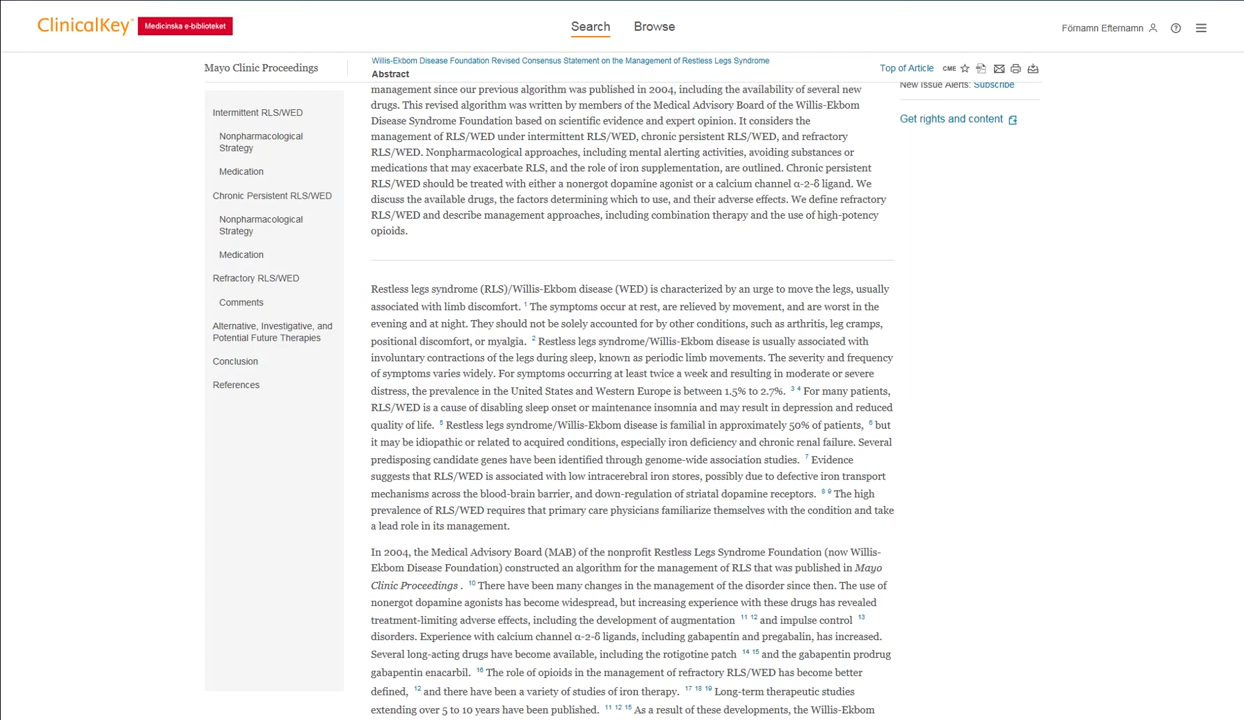 ClinicalKey®
Medicinska e-biblioteket
Search
Browse
Förnamn Efternamn
Mayo Clinic Proceedings
Willis-Ekbom Disease Foundation Revised Consensus Statement on the Management of Restless Legs Syndrome
Abstract
Top of Article
CME
New Issue Alerts: Subscribe
Get rights and content
Intermittent RLS/WED
Nonpharmacological
Strategy
Medication
Chronic Persistent RLS/WED
Nonpharmacological
Strategy
Medication
Refractory RLS/WED
Comments
Alternative, Investigative, and
Potential Future Therapies
Conclusion
References
management since our previous algorithm was published in 2004, including the availability of several new
drugs. This revised algorithm was written by members of the Medical Advisory Board of the Willis-Ekbom
Disease Syndrome Foundation based on scientific evidence and expert opinion. It considers the
management of RLS/WED under intermittent RLS/WED, chronic persistent RLS/WED, and refractory
RLS/WED. Nonpharmacological approaches, including mental alerting activities, avoiding substances or
medications that may exacerbate RLS, and the role of iron supplementation, are outlined. Chronic persistent
RLS/WED should be treated with either a nonergot dopamine agonist or a calcium channel α-2-δ ligand. We
discuss the available drugs, the factors determining which to use, and their adverse effects. We define refractory
RLS/WED and describe management approaches, including combination therapy and the use of high-potency
opioids.
Restless legs syndrome (RLS)/Willis-Ekbom disease (WED) is characterized by an urge to move the legs, usually
associated with limb discomfort. 1 The symptoms occur at rest, are relieved by movement, and are worst in the
evening and at night. They should not be solely accounted for by other conditions, such as arthritis, leg cramps,
positional discomfort, or myalgia. 2 Restless legs syndrome/Willis-Ekbom disease is usually associated with
involuntary contractions of the legs during sleep, known as periodic limb movements. The severity and frequency
of symptoms varies widely. For symptoms occurring at least twice a week and resulting in moderate or severe
distress, the prevalence in the United States and Western Europe is between 1.5% to 2.7%. 3 4 For many patients,
RLS/WED is a cause of disabling sleep onset or maintenance insomnia and may result in depression and reduced
quality of life. 5 Restless legs syndrome/Willis-Ekbom disease is familial in approximately 50% of patients, 6 but
it may be idiopathic or related to acquired conditions, especially iron deficiency and chronic renal failure. Several
predisposing candidate genes have been identified through genome-wide association studies. 7 Evidence
suggests that RLS/WED is associated with low intracerebral iron stores, possibly due to defective iron transport
mechanisms across the blood-brain barrier, and down-regulation of striatal dopamine receptors. 8 9 The high
prevalence of RLS/WED requires that primary care physicians familiarize themselves with the condition and take
a lead role in its management.
In 2004, the Medical Advisory Board (MAB) of the nonprofit Restless Legs Syndrome Foundation (now Willis-
Ekbom Disease Foundation) constructed an algorithm for the management of RLS that was published in Mayo
Clinic Proceedings . 10 There have been many changes in the management of the disorder since then. The use of
nonergot dopamine agonists has become widespread, but increasing experience with these drugs has revealed
treatment-limiting adverse effects, including the development of augmentation 11 12 and impulse control 13
disorders. Experience with calcium channel α-2-δ ligands, including gabapentin and pregabalin, has increased.
Several long-acting drugs have become available, including the rotigotine patch 14 15 and the gabapentin prodrug
gabapentin enacarbil. 16 The role of opioids in the management of refractory RLS/WED has become better
defined, 12 and there have been a variety of studies of iron therapy. 17 18 19 Long-term therapeutic studies
extending over 5 to 10 years have been published. 11 12 15 As a result of these developments, the Willis-Ekbom